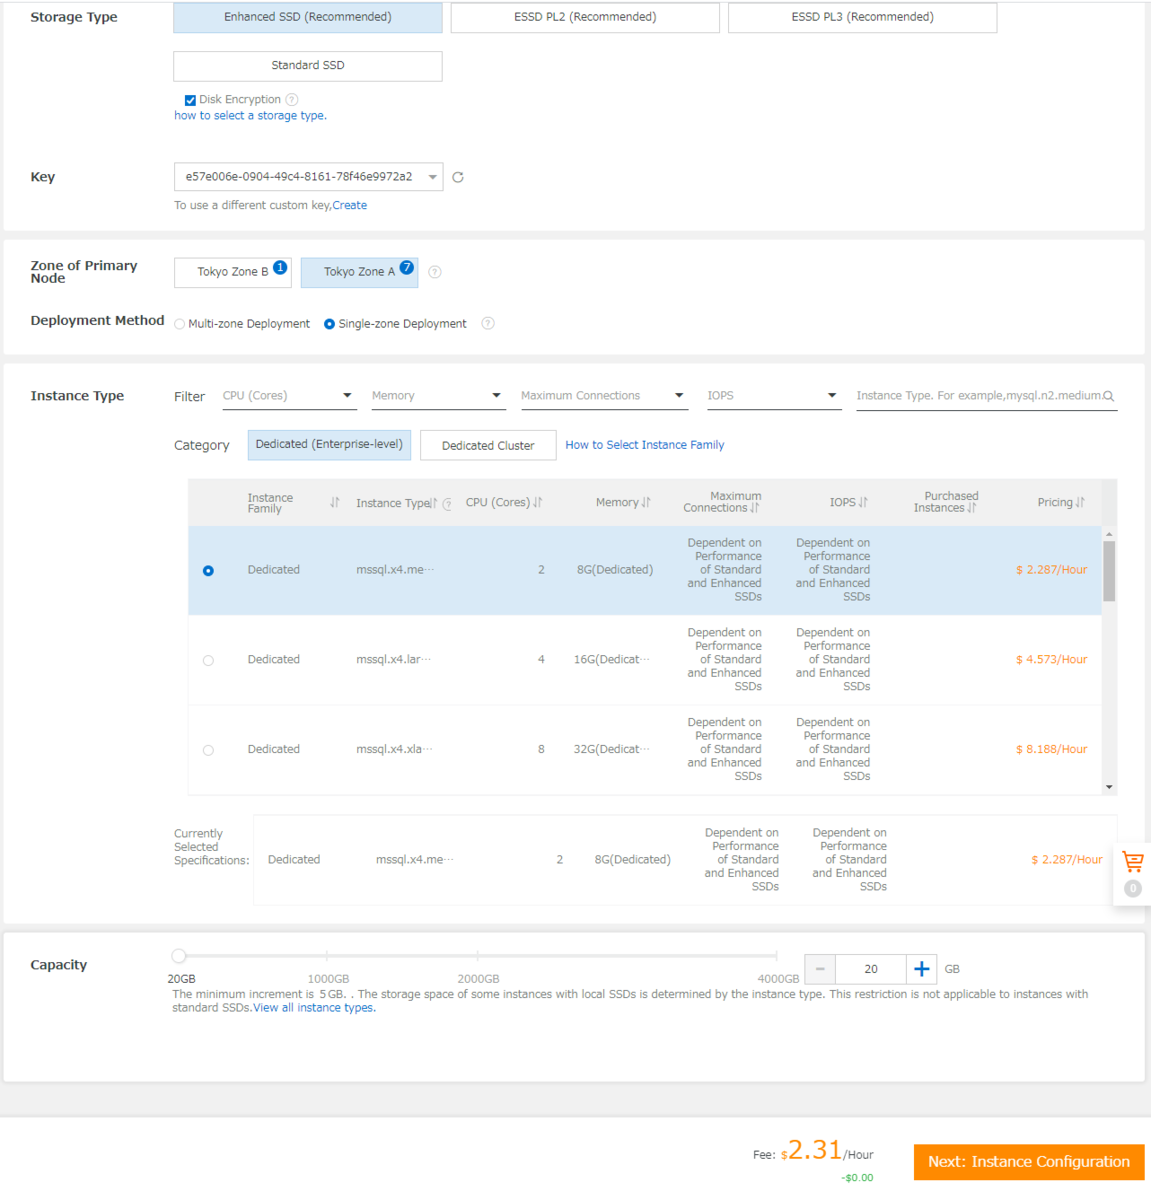 Storage Type
Enhanced SSD (Recommended)
ESSD PL2 (Recommended)
ESSD PL3 (Recommended)
Standard SSD
Disk Encryption ?
how to select a storage type.
Key
e57e006e-0904-49c4-8161-78f46e9972a2
To use a different custom key,Create
Zone of Primary
Node
Tokyo Zone B 1
Tokyo Zone A 7
?
Deployment Method
Multi-zone Deployment
Single-zone Deployment
?
Instance Type
Filter
CPU (Cores)
Memory
Maximum Connections
IOPS
Instance Type. For example,mysql.n2.medium.
Category
Dedicated (Enterprise-level)
Dedicated Cluster
How to Select Instance Family
Instance
Family
Instance Type
?
CPU (Cores)
Memory
Maximum
Connections
IOPS
Purchased
Instances
Pricing
Dedicated
mssql.x4.me···
2
8G(Dedicated)
Dependent on
Performance
of Standard
and Enhanced
SSDs
Dependent on
Performance
of Standard
and Enhanced
SSDs
$ 2.287/Hour
Dedicated
mssql.x4.lar···
4
16G(Dedicat···
Dependent on
Performance
of Standard
and Enhanced
SSDs
Dependent on
Performance
of Standard
and Enhanced
SSDs
$ 4.573/Hour
Dedicated
mssql.x4.xla···
8
32G(Dedicat···
Dependent on
Performance
of Standard
and Enhanced
SSDs
Dependent on
Performance
of Standard
and Enhanced
SSDs
$ 8.188/Hour
Currently
Selected
Specifications:
Dedicated
mssql.x4.me···
2
8G(Dedicated)
Dependent on
Performance
of Standard
and Enhanced
SSDs
Dependent on
Performance
of Standard
and Enhanced
SSDs
$ 2.287/Hour
0
Capacity
20GB
1000GB
2000GB
4000GB
− 20 + GB
The minimum increment is 5 GB. . The storage space of some instances with local SSDs is determined by the instance type. This restriction is not applicable to instances with
standard SSDs.View all instance types.
Fee: $2.31/Hour
-$0.00
Next: Instance Configuration